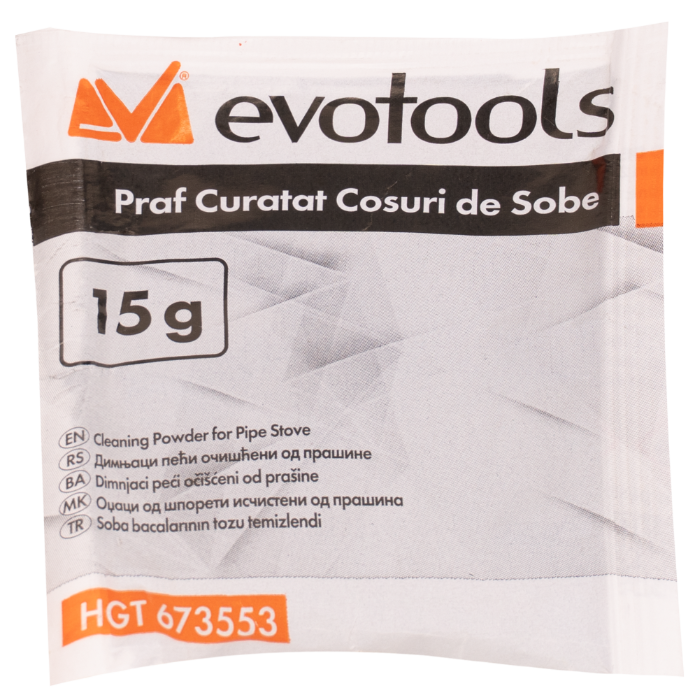 evotools
Praf Curatat Cosuri de Sobe
15 g
EN Cleaning Powder for Pipe Stove
RS Димњаци пећи очишћени од прашине
BA Dimnjaci peći očišćeni od prašine
MK Оџаци од шпорети исчистени од прашина
TR Soba bacalarının tozu temizlendi
HGT 673553